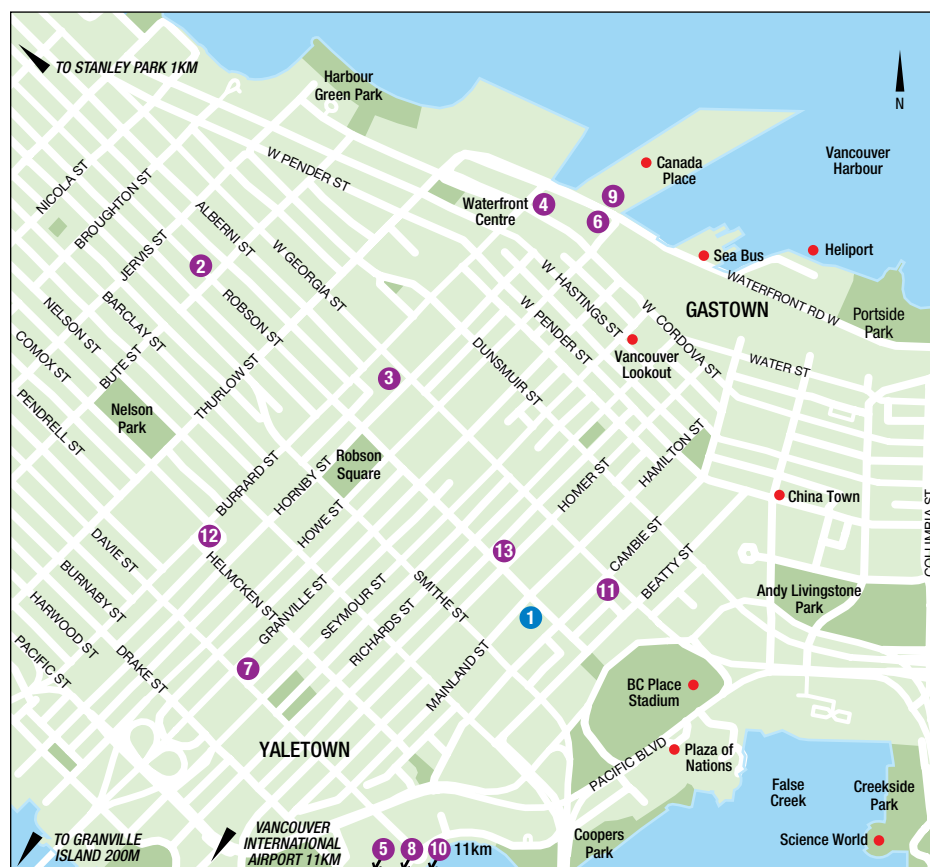 TO STANLEY PARK 1KM
Harbour
Green Park
N
Canada
Place
Vancouver
Harbour
NICOLA ST
W PENDER ST
BROUGHTON ST
ALBERNI ST
Waterfront
Centre
4
9
6
Sea Bus
Heliport
JERVIS ST
2
W GEORGIA ST
WATERFRONT RD W
W HASTINGS ST
GASTOWN
Portside
Park
BARCLAY ST
ROBSON ST
W PENDER ST
W CORDOVA ST
NELSON ST
Vancouver
Lookout
WATER ST
COMOX ST
BUTE ST
THURLOW ST
DUNSMUIR ST
3
PENDRELL ST
Nelson
Park
Robson
Square
BURRARD ST
HORNBY ST
HOWE ST
HOMER ST
HAMILTON ST
China Town
COLUMBIA ST
12
DAVIE ST
HELMCKEN ST
13
CAMBIE ST
BEATTY ST
BURNABY ST
GRANVILLE ST
SEYMOUR ST
RICHARDS ST
SMITHE ST
11
1
Andy Livingstone
Park
HARWOOD ST
PACIFIC ST
DRAKE ST
7
MAINLAND ST
BC Place
Stadium
YALETOWN
PACIFIC BLVD
Plaza of
Nations
False
Creek
Creekside
Park
TO GRANVILLE
ISLAND 200M
VANCOUVER
INTERNATIONAL
AIRPORT 11KM
5
8
10
11km
Coopers
Park
Science World